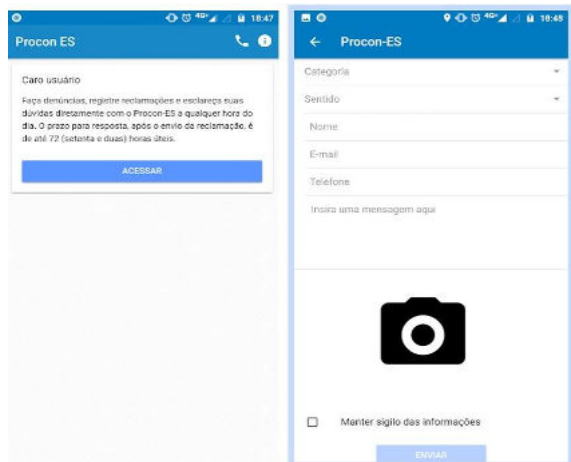 4G+ 18:47
Procon ES
Caro usuário
Faça denúncias, registre reclamações e esclareça suas
dúvidas diretamente com o Procon-ES a qualquer hora do
dia. O prazo para resposta, após o envio da reclamação, é
de até 72 (setenta e duas) horas úteis.
ACESSAR
4G+ 18:48
Procon-ES
Categoria
Sentido
Nome
E-mail
Telefone
Insira uma mensagem aqui
Manter sigilo das informações
ENVIAR